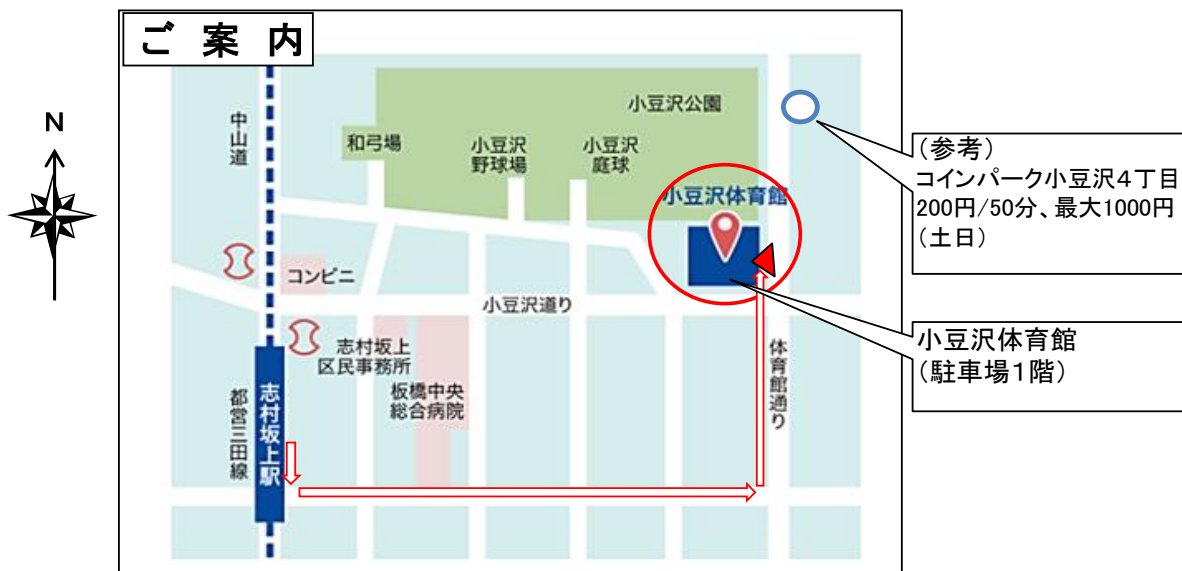 ご 案 内
N
中山道
和弓場
小豆沢
野球場
小豆沢
庭球
小豆沢公園
小豆沢体育館
(参考)
コインパーク小豆沢4丁目
200円/50分、最大1000円
(土日)
コンビニ
小豆沢道り
小豆沢体育館
(駐車場1階)
志村坂上
区民事務所
板橋中央
総合病院
体育館通り
都営三田線
志村坂上駅